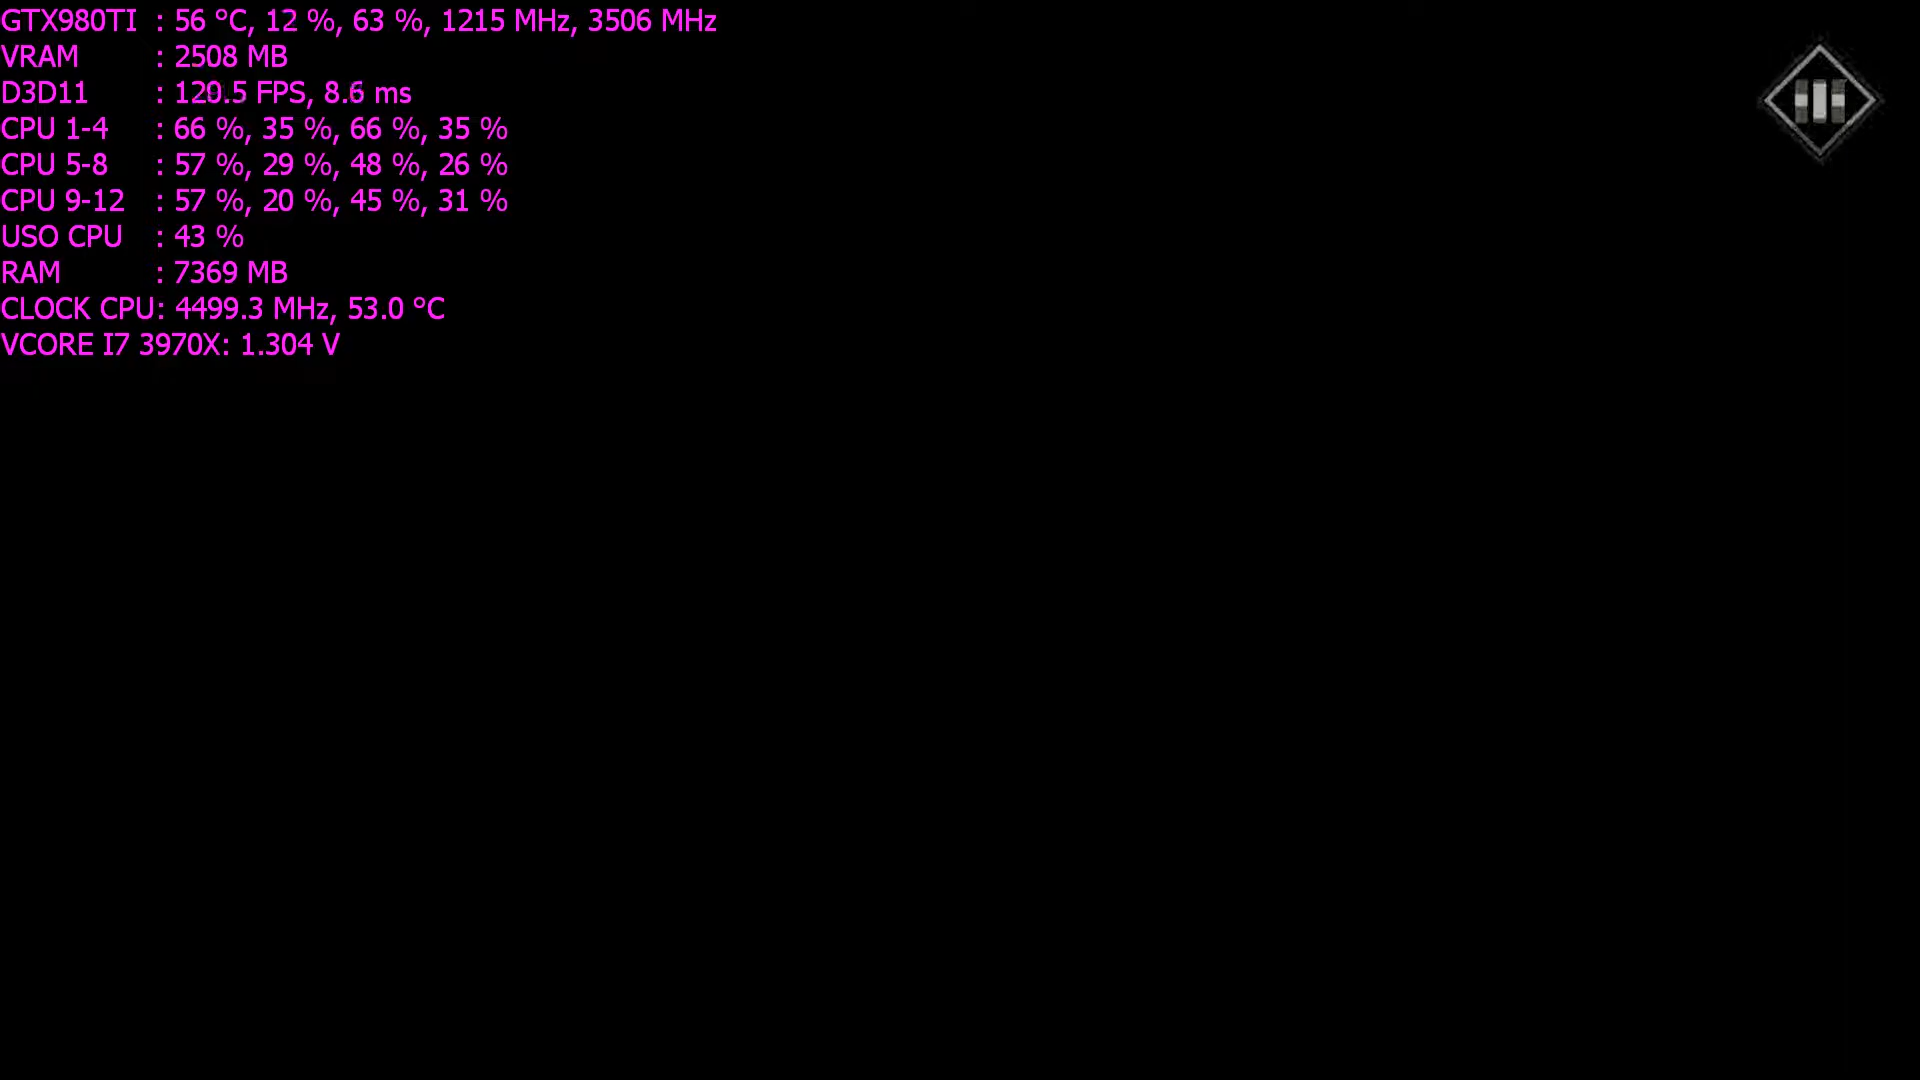 GTX980TI : 56 °C, 12 %, 63 %, 1215 MHz, 3506 MHz
VRAM : 2508 MB
D3D11 : 120.5 FPS, 8.6 ms
CPU 1-4 : 66 %, 35 %, 66 %, 35 %
CPU 5-8 : 57 %, 29 %, 48 %, 26 %
CPU 9-12 : 57 %, 20 %, 45 %, 31 %
USO CPU : 43 %
RAM : 7369 MB
CLOCK CPU: 4499.3 MHz, 53.0 °C
VCORE I7 3970X: 1.304 V